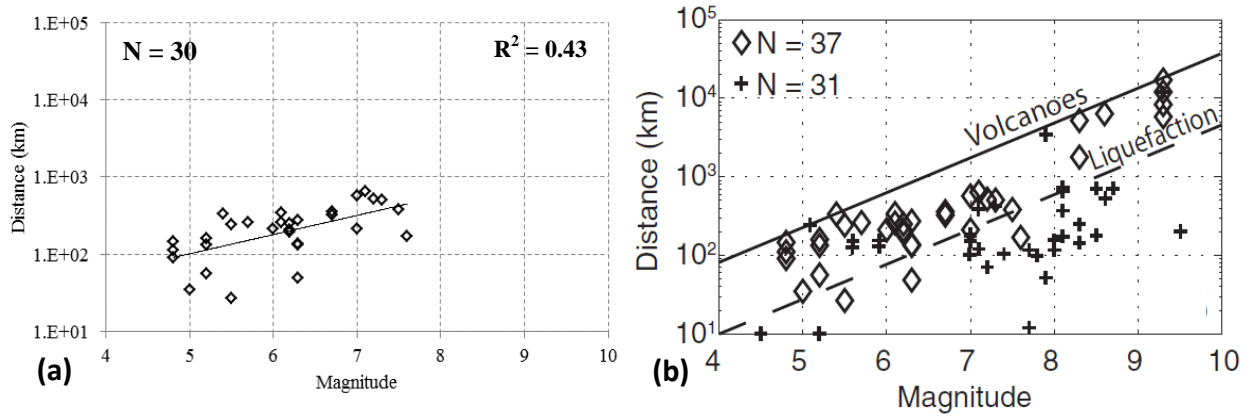 1.E+05
N = 30
R² = 0.43
1.E+04
1.E+03
1.E+02
1.E+01
Distance (km)
4
5
6
7
8
9
10
Magnitude
(a)
10⁵
◇ N = 37
+ N = 31
10⁴
10³
10²
10¹
Distance (km)
Volcanoes
Liquefaction
4
5
6
7
8
9
10
Magnitude
(b)